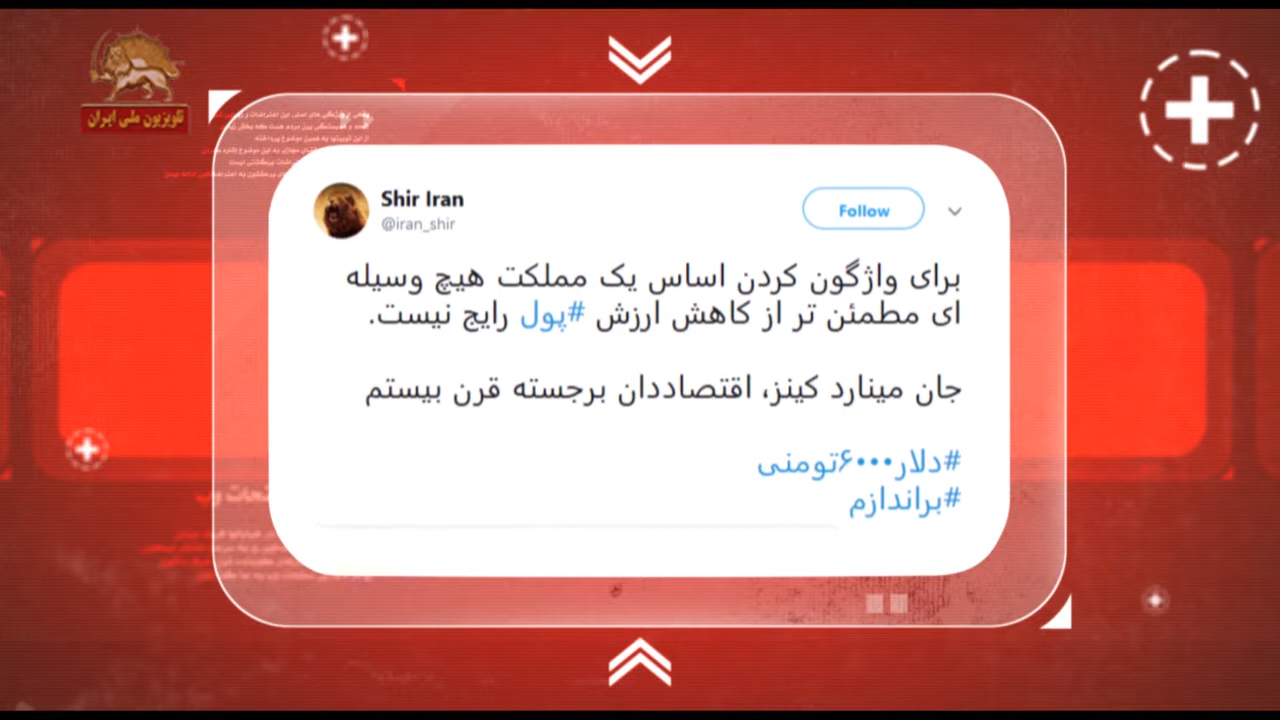 تلویزیون ملی ایران
Shir Iran
@iran_shir
Follow
برای واژگون کردن اساس یک مملکت هیچ وسیله
ای مطمئن تر از کاهش ارزش #پول رایج نیست.
جان مینارد کینز، اقتصاددان برجسته قرن بیستم
#دلار۶۰۰۰تومنی
#براندازم